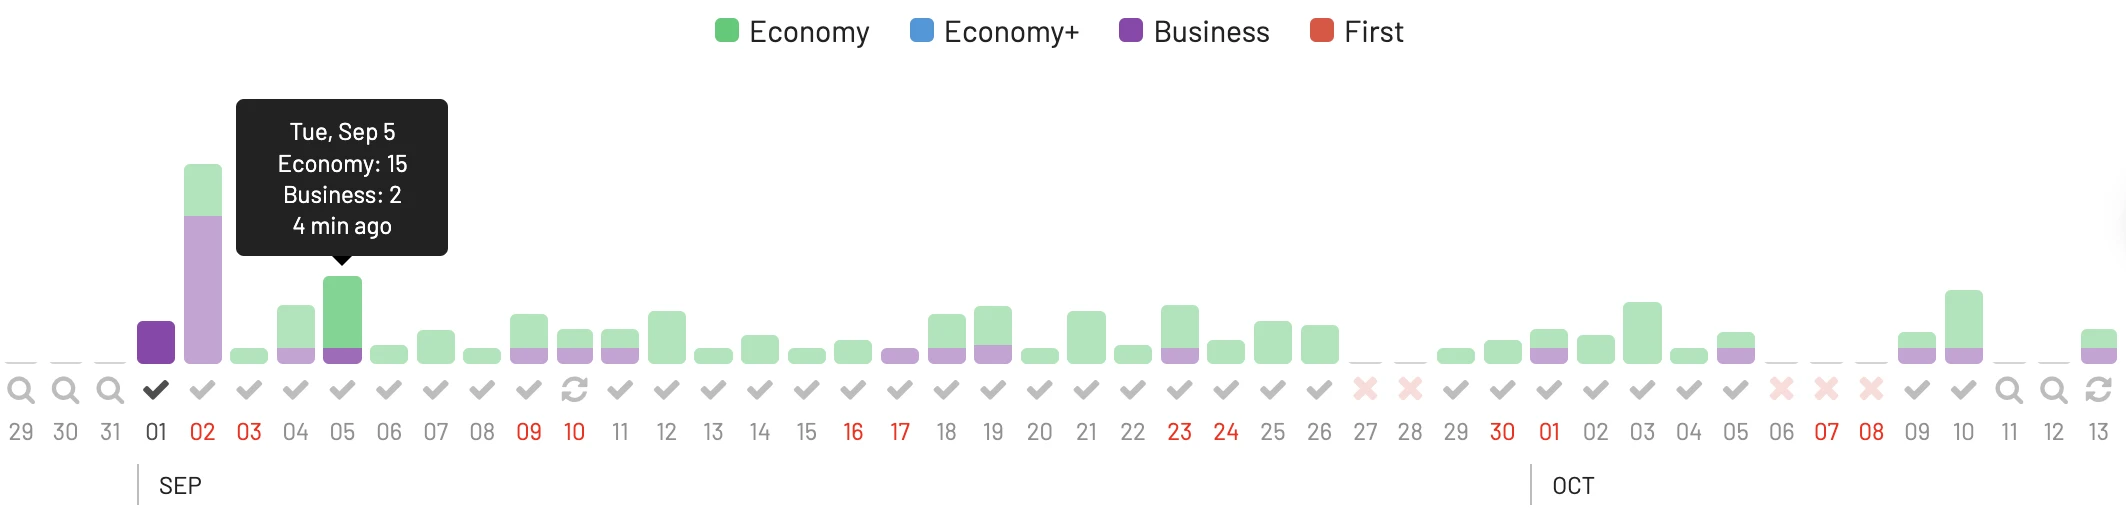 Economy Economy+ Business First
Tue, Sep 5
Economy: 15
Business: 2
4 min ago
29 30 31 01 02 03 04 05 06 07 08 09 10 11 12 13 14 15 16 17 18 19 20 21 22 23 24 25 26 27 28 29 30 01 02 03 04 05 06 07 08 09 10 11 12 13
SEP OCT